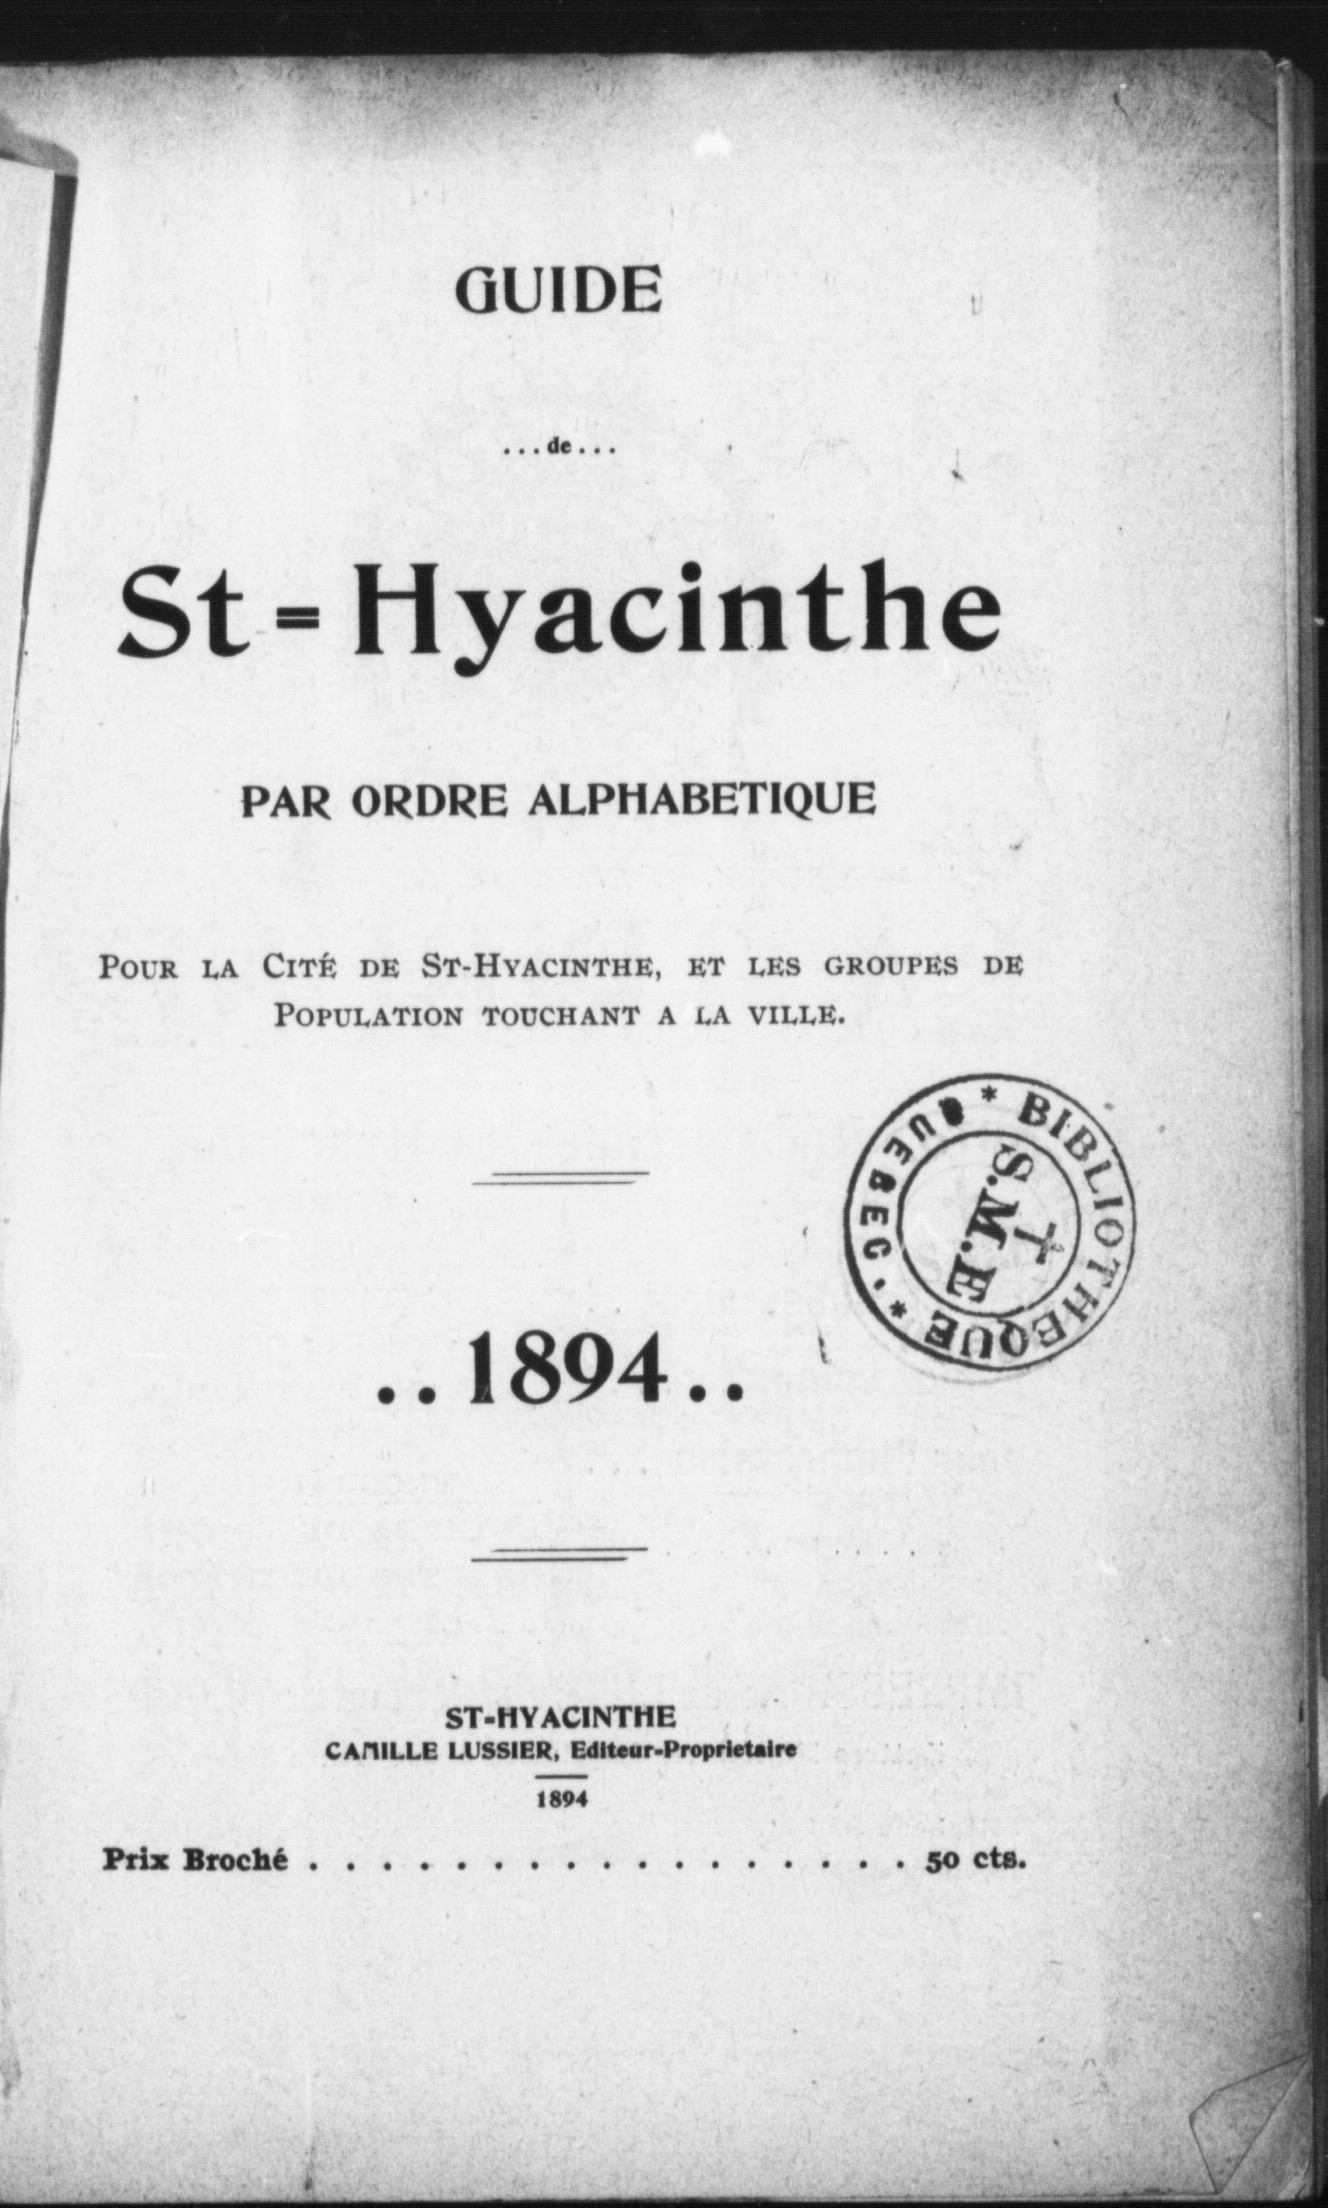 GUIDE
...de...
St=Hyacinthe
PAR ORDRE ALPHABETIQUE
POUR LA CITÉ DE ST-HYACINTHE, ET LES GROUPES DE
POPULATION TOUCHANT A LA VILLE.
* BIBLIOTHEQUE * QUEBEC.
S.M.E
..1894..
ST-HYACINTHE
CAMILLE LUSSIER, Editeur-Proprietaire
1894
Prix Broché . . . . . . . . . . . . . . . . . 50 cts.